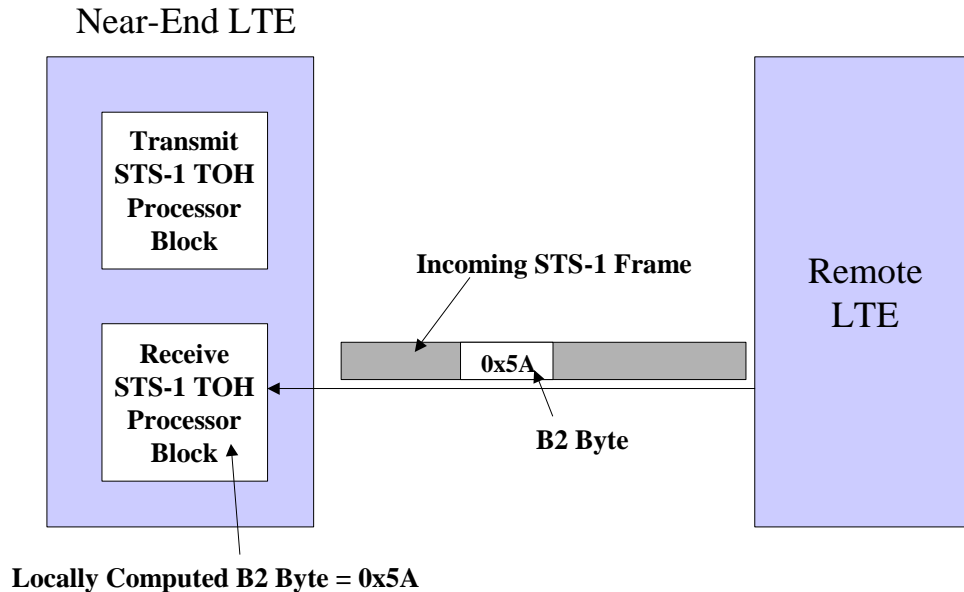 Near-End LTE
Transmit
STS-1 TOH
Processor
Block
Incoming STS-1 Frame
Remote
LTE
Receive
STS-1 TOH
Processor
Block
0x5A
B2 Byte
Locally Computed B2 Byte = 0x5A